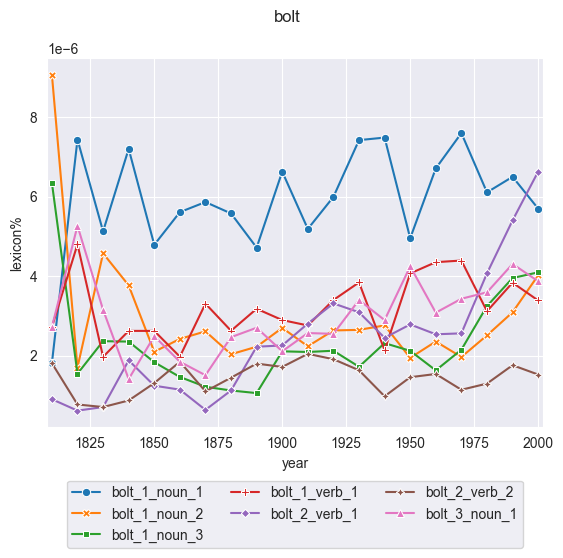 bolt
1e−6
8
6
4
2
lexicon%
1825 1850 1875 1900 1925 1950 1975 2000
year
bolt_1_noun_1 bolt_1_verb_1 bolt_2_verb_2
bolt_1_noun_2 bolt_2_verb_1 bolt_3_noun_1
bolt_1_noun_3